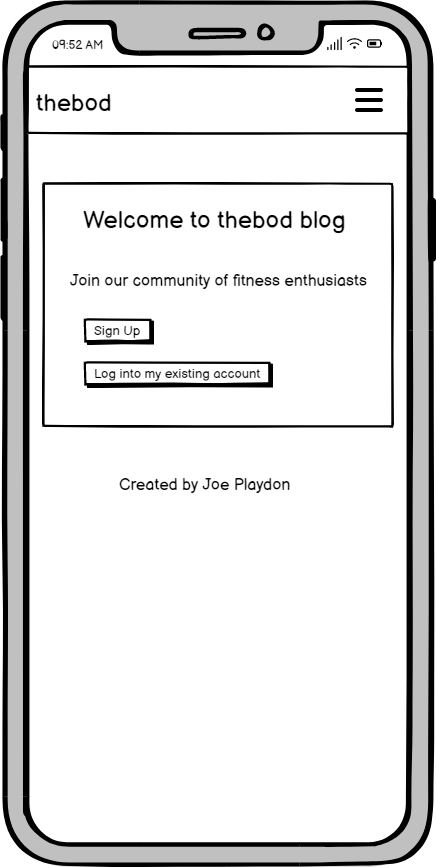 09:52 AM
thebod
Welcome to thebod blog
Join our community of fitness enthusiasts
Sign Up
Log into my existing account
Created by Joe Playdon